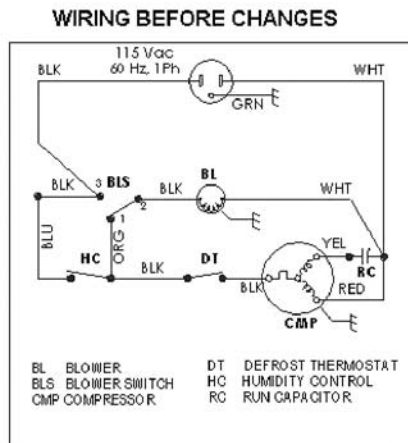 WIRING BEFORE CHANGES
115 Vac
60 Hz, 1Ph
BLK
WHT
GRN
BLK
3
BLS
2
1
BLK
BL
WHT
BLU
ORG
HC
BLK
DT
BLK
YEL
RC
RED
CMP
BL BLOWER
BLS BLOWER SWITCH
CMP COMPRESSOR
DT DEFROST THERMOSTAT
HC HUMIDITY CONTROL
RC RUN CAPACITOR